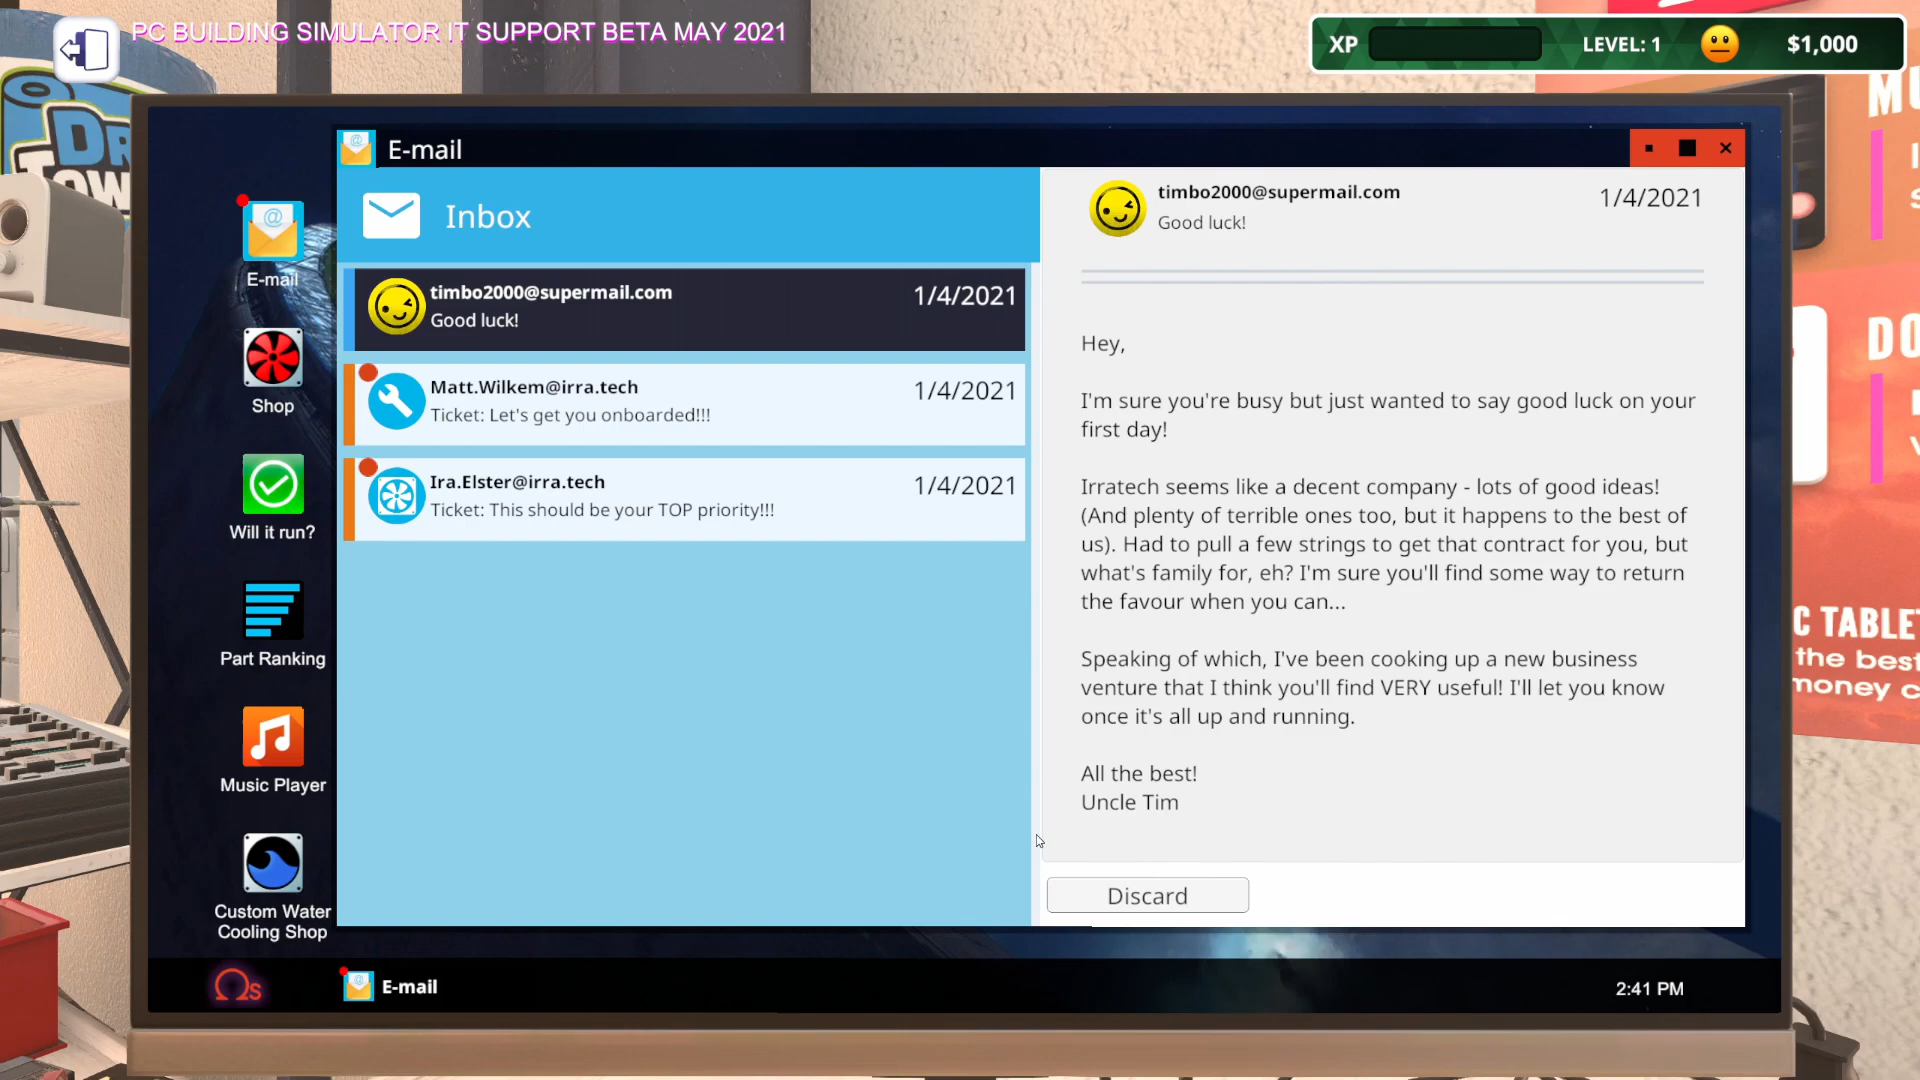 PC BUILDING SIMULATOR IT SUPPORT BETA MAY 2021
XP
LEVEL: 1
$1,000
E-mail
Inbox
timbo2000@supermail.com
1/4/2021
Good luck!
Matt.Wilkem@irra.tech
1/4/2021
Ticket: Let's get you onboarded!!!
Ira.Elster@irra.tech
1/4/2021
Ticket: This should be your TOP priority!!!
timbo2000@supermail.com
1/4/2021
Good luck!
Hey,
I'm sure you're busy but just wanted to say good luck on your
first day!
Irratech seems like a decent company - lots of good ideas!
(And plenty of terrible ones too, but it happens to the best of
us). Had to pull a few strings to get that contract for you, but
what's family for, eh? I'm sure you'll find some way to return
the favour when you can...
Speaking of which, I've been cooking up a new business
venture that I think you'll find VERY useful! I'll let you know
once it's all up and running.
All the best!
Uncle Tim
Discard
E-mail
Shop
Will it run?
Part Ranking
Music Player
Custom Water
Cooling Shop
Ωs
E-mail
2:41 PM
C TABLE
the best
money c